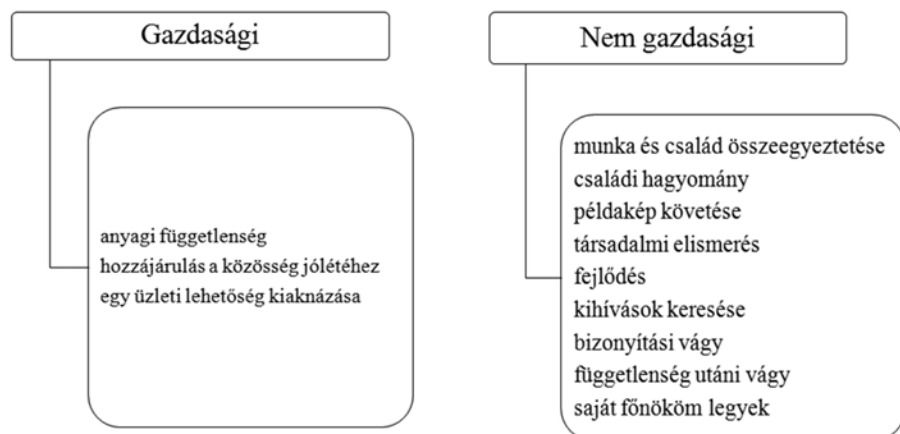 Gazdasági
anyagi függetlenség
hozzájárulás a közösség jólétéhez
egy üzleti lehetőség kiaknázása
Nem gazdasági
munka és család összeegyeztetése
családi hagyomány
példakép követése
társadalmi elismerés
fejlődés
kihívások keresése
bizonyítási vágy
függetlenség utáni vágy
saját főnököm legyek